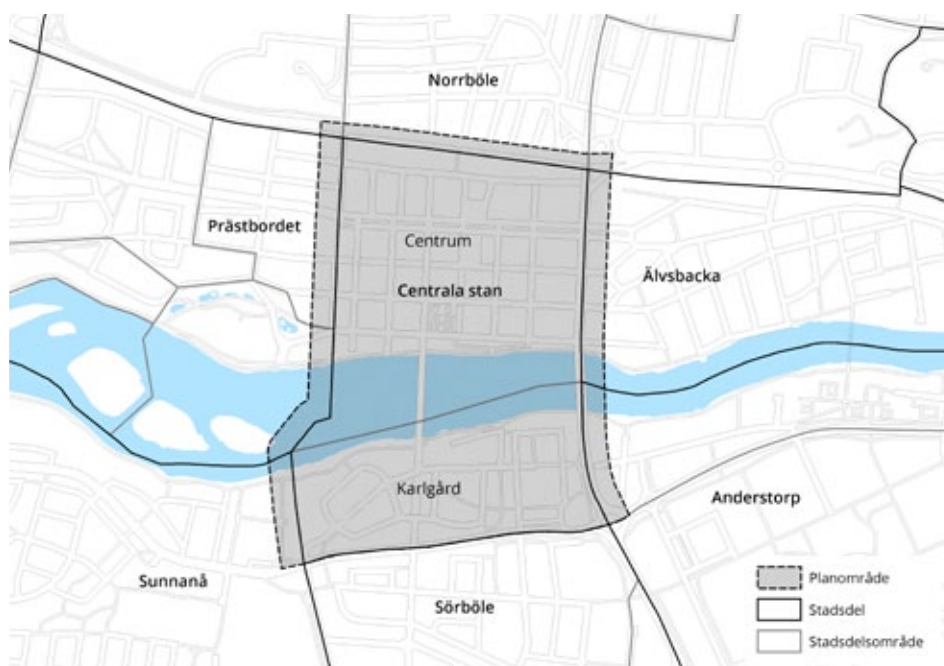 Norrböle
Prästbordet
Centrum
Älvsbacka
Centrala stan
Karlgård
Anderstorp
Sunnanå
Sörböle
Planområde
Stadsdel
Stadsdelsområde